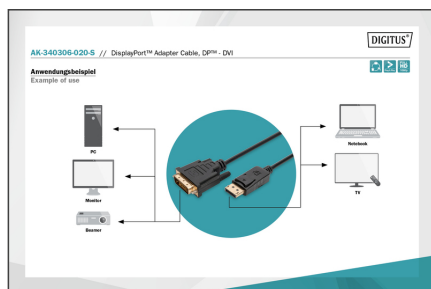 DIGITUS®
AK-340306-020-S // DisplayPort™ Adapter Cable, DP™ - DVI
Anwendungsbeispiel
Example of use
PC
Notebook
Monitor
TV
Beamer